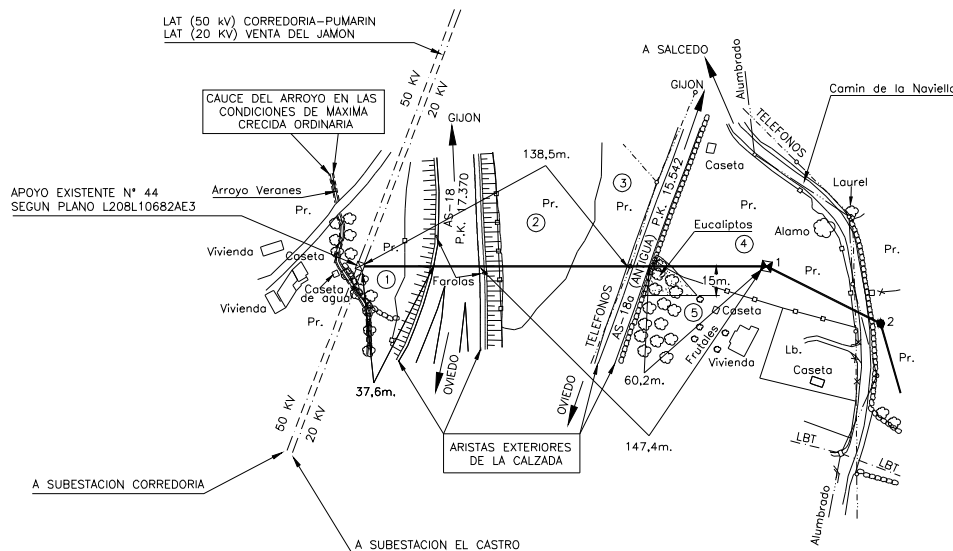 LAT (50 kV) CORREDORIA-PUMARIN
LAT (20 KV) VENTA DEL JAMON
A SALCEDO
Alumbrado
50 KV
20 KV
CAUCE DEL ARROYO EN LAS
CONDICIONES DE MAXIMA
CRECIDA ORDINARIA
GIJON
GIJON
TELEFONOS
Camin de la Naviella
138,5m.
AS-18
P.K. 17.370
Caseta
Arroyo Veranes
APOYO EXISTENTE N° 44
SEGUN PLANO L208L10682AE3
Pr.
Pr.
Pr.
2
3
Pr.
P.K. 15.542
Pr.
Laurel
Eucaliptos
4
Alamo
Pr.
Vivienda
Caseta
Pr.
1
Farolas
AS-18a (ANTIGUA)
1
15m.
Pr.
Caseta
de agua
Vivienda
Pr.
TELEFONOS
5
Caseta
Frutales
Vivienda
2
Lb.
Caseta
Pr.
37,6m.
OVIEDO
60,2m.
OVIEDO
147,4m.
50 KV
20 KV
ARISTAS EXTERIORES
DE LA CALZADA
LBT
LBT
A SUBESTACION CORREDORIA
Alumbrado
A SUBESTACION EL CASTRO